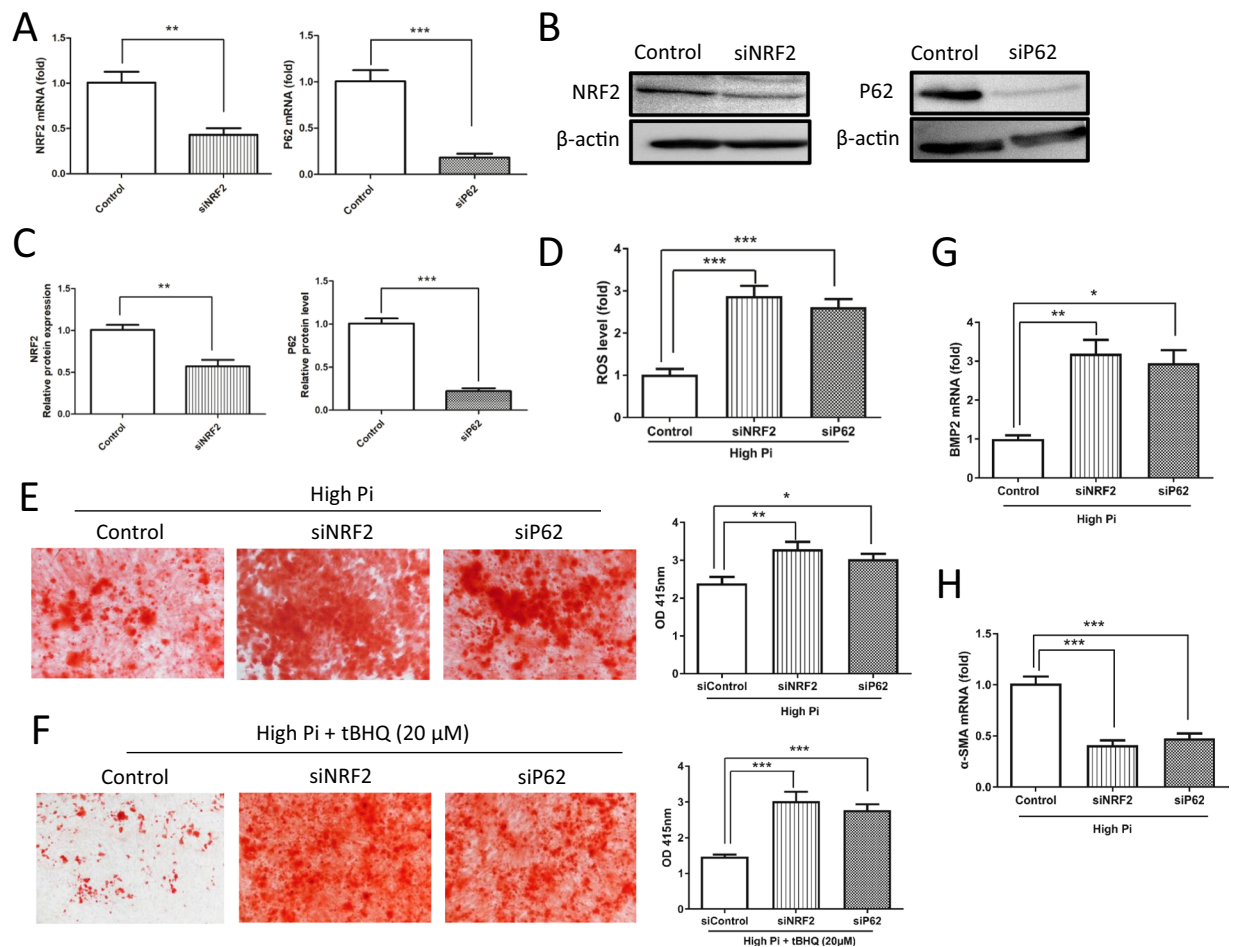 A
**
NRF2 mRNA (fold)
1.5
1.0
0.5
0.0
Control
siNRF2
***
P62 mRNA (fold)
1.5
1.0
0.5
0.0
Control
siP62
B
Control siNRF2
NRF2
β-actin
Control siP62
P62
β-actin
C
**
NRF2
Relative protein expression
1.5
1.0
0.5
0.0
Control
siNRF2
***
P62
Relative protein level
1.5
1.0
0.5
0.0
Control
siP62
D
***
***
ROS level (fold)
4
3
2
1
0
Control siNRF2 siP62
High Pi
G
*
**
BMP2 mRNA (fold)
4
3
2
1
0
Control siNRF2 siP62
High Pi
E
High Pi
Control siNRF2 siP62
*
**
OD 415nm
4
3
2
1
0
siControl siNRF2 siP62
High Pi
H
***
***
α-SMA mRNA (fold)
1.5
1.0
0.5
0.0
Control siNRF2 siP62
High Pi
F
High Pi + tBHQ (20 μM)
Control siNRF2 siP62
***
***
OD 415nm
4
3
2
1
0
siControl siNRF2 siP62
High Pi + tBHQ (20μM)